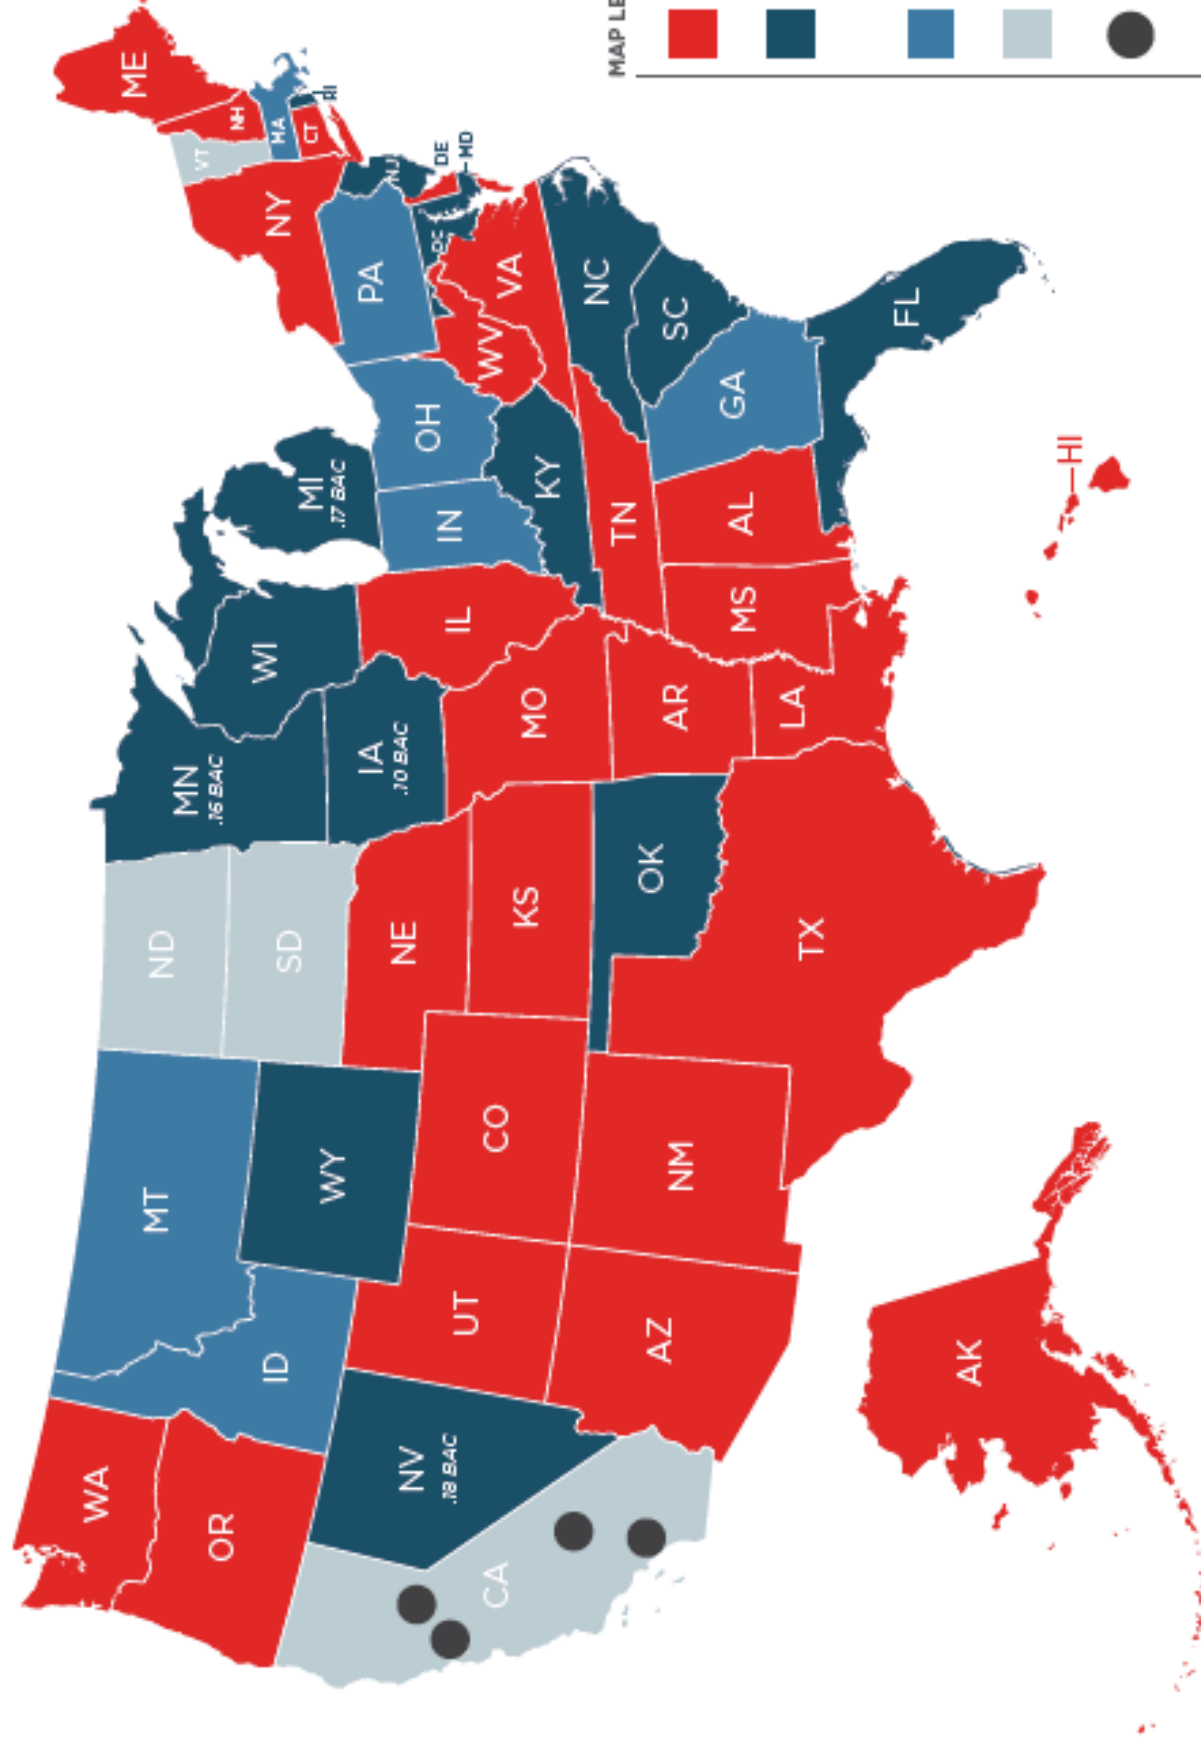 WA
OR
CA
NV
.18 BAC
ID
MT
WY
UT
AZ
CO
NM
ND
SD
NE
KS
OK
TX
MN
.16 BAC
IA
.10 BAC
MO
AR
LA
WI
IL
MI
.17 BAC
IN
OH
KY
TN
MS
AL
GA
FL
SC
NC
VA
WV
PA
NY
VT
NH
ME
MA
RI
CT
NJ
DE
MD
DC
AK
HI
MAP LE